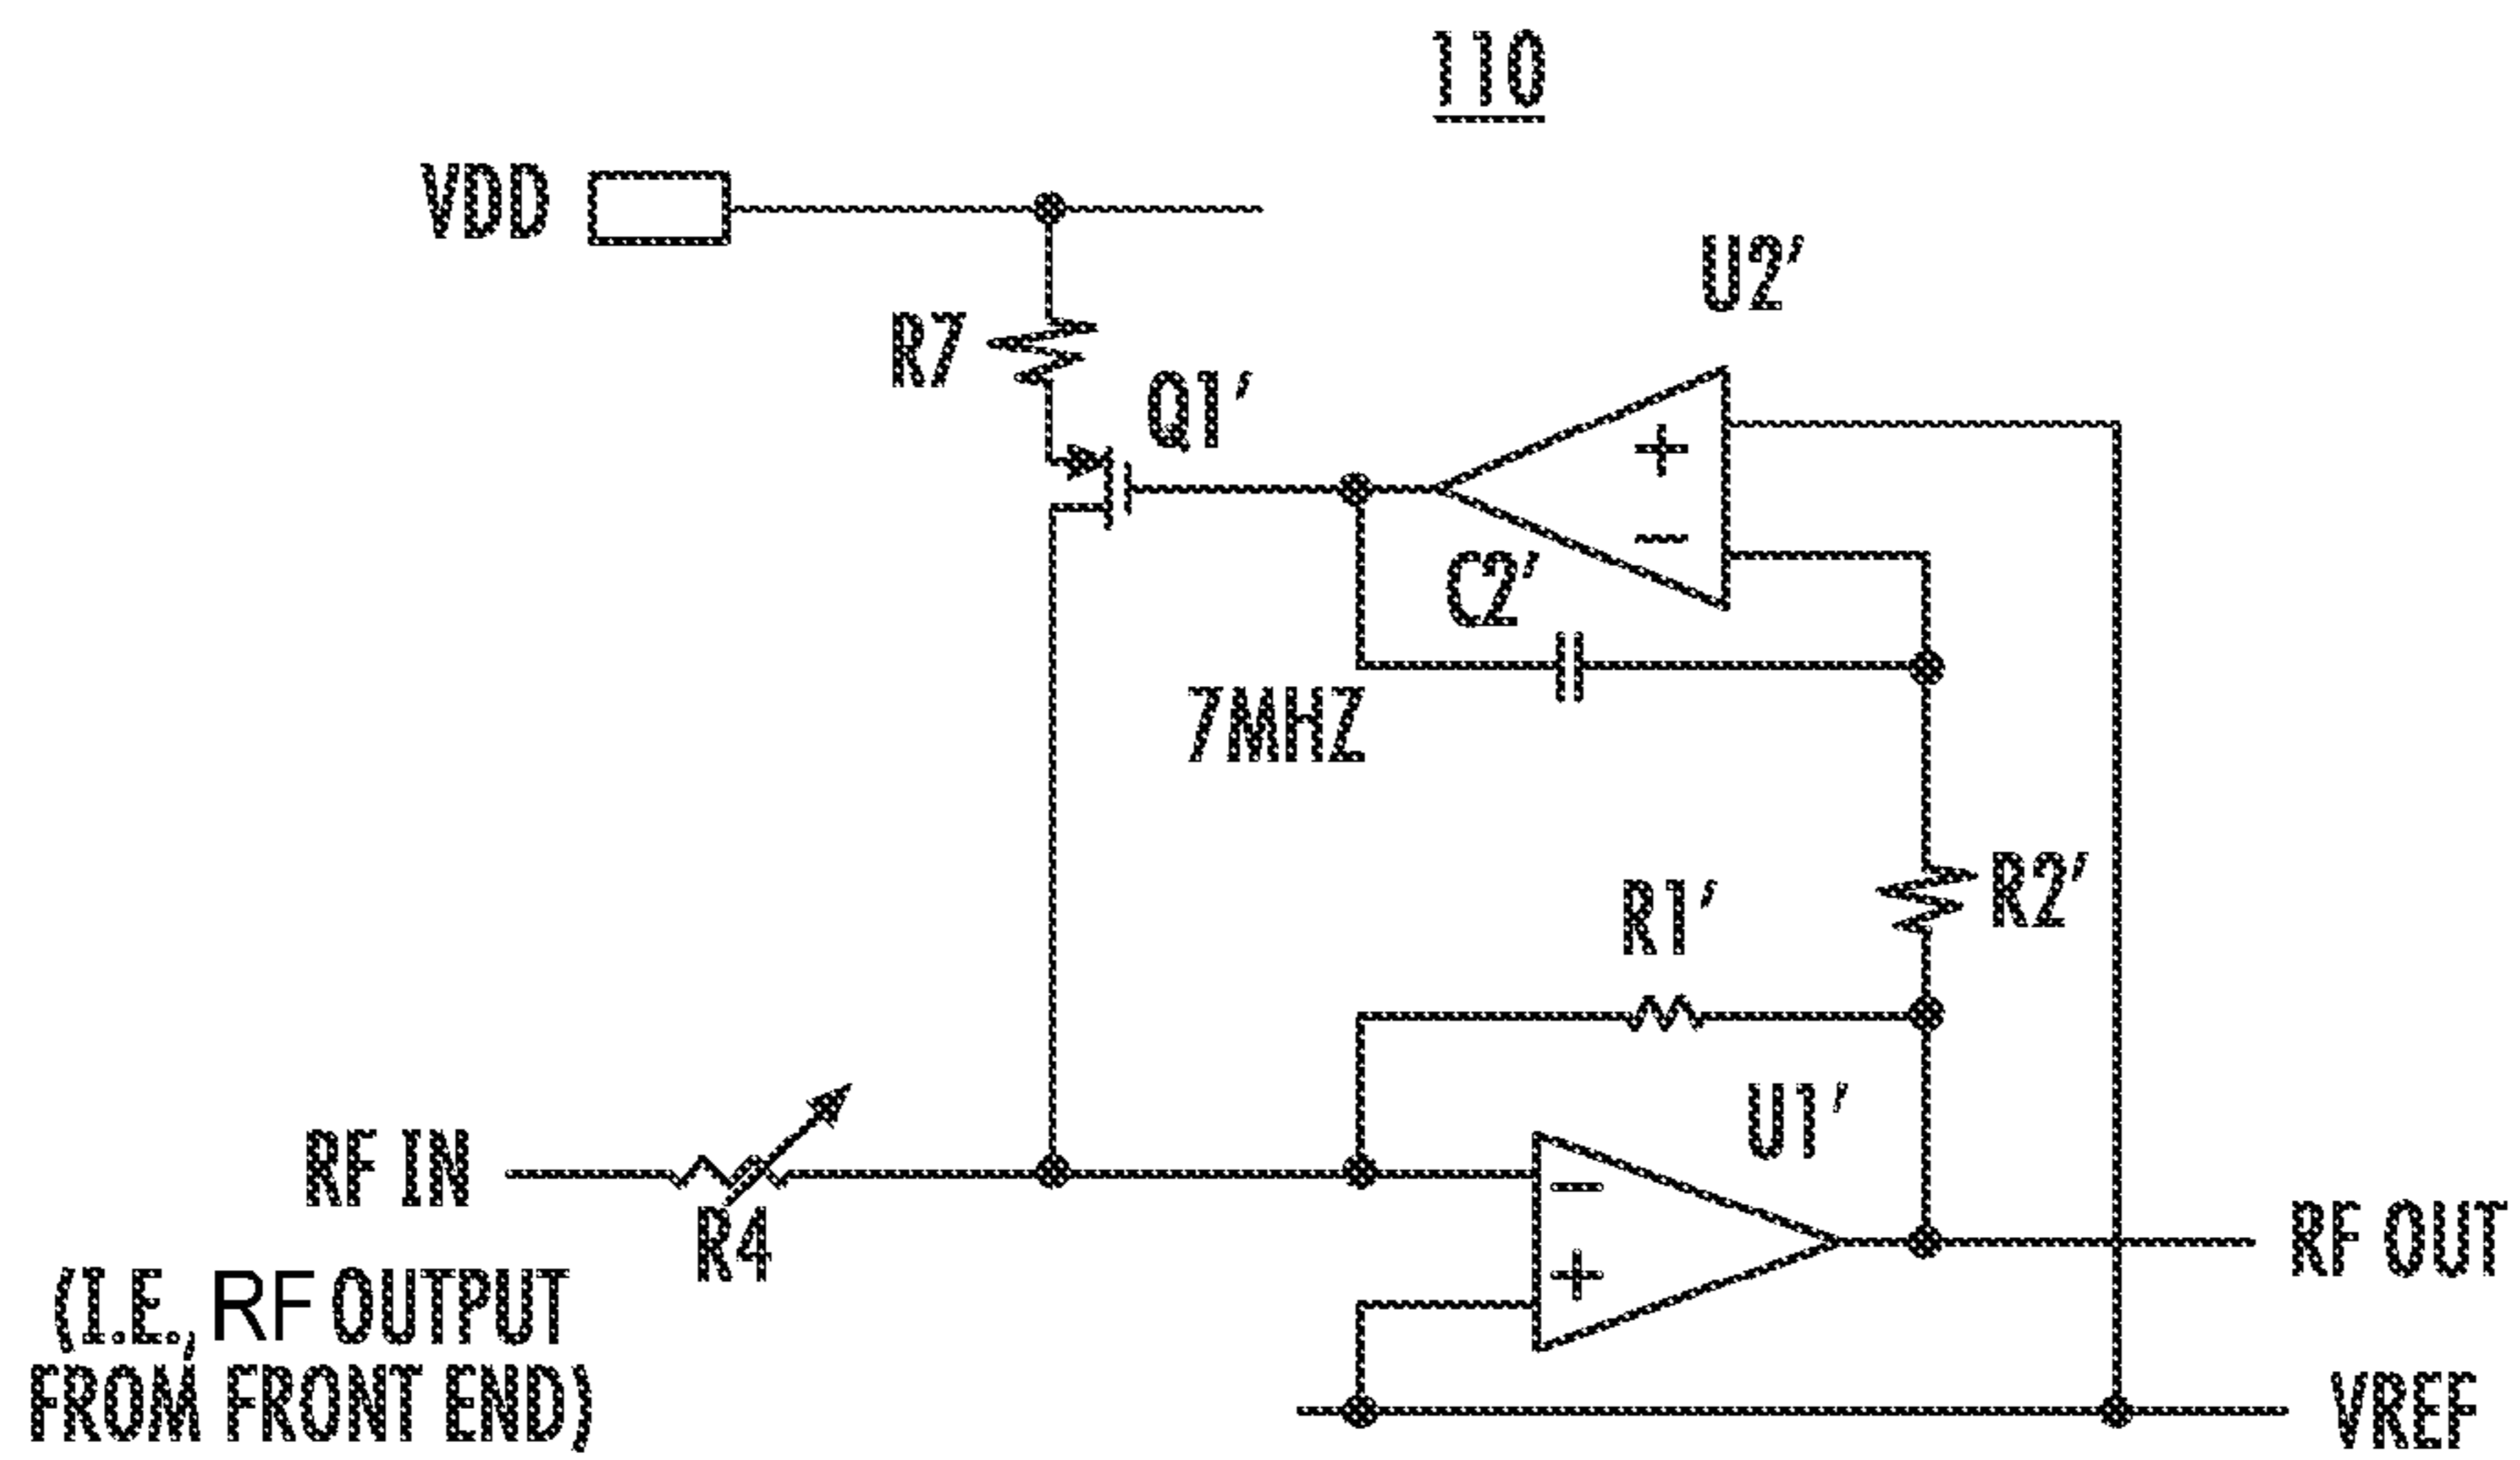 110
VDD
U2'
R7
Q1'
+
−
C2'
7MHZ
R2'
R1'
U1'
RF IN
R4
−
+
RF OUT
(I.E., RF OUTPUT
FROM FRONT END)
VREF